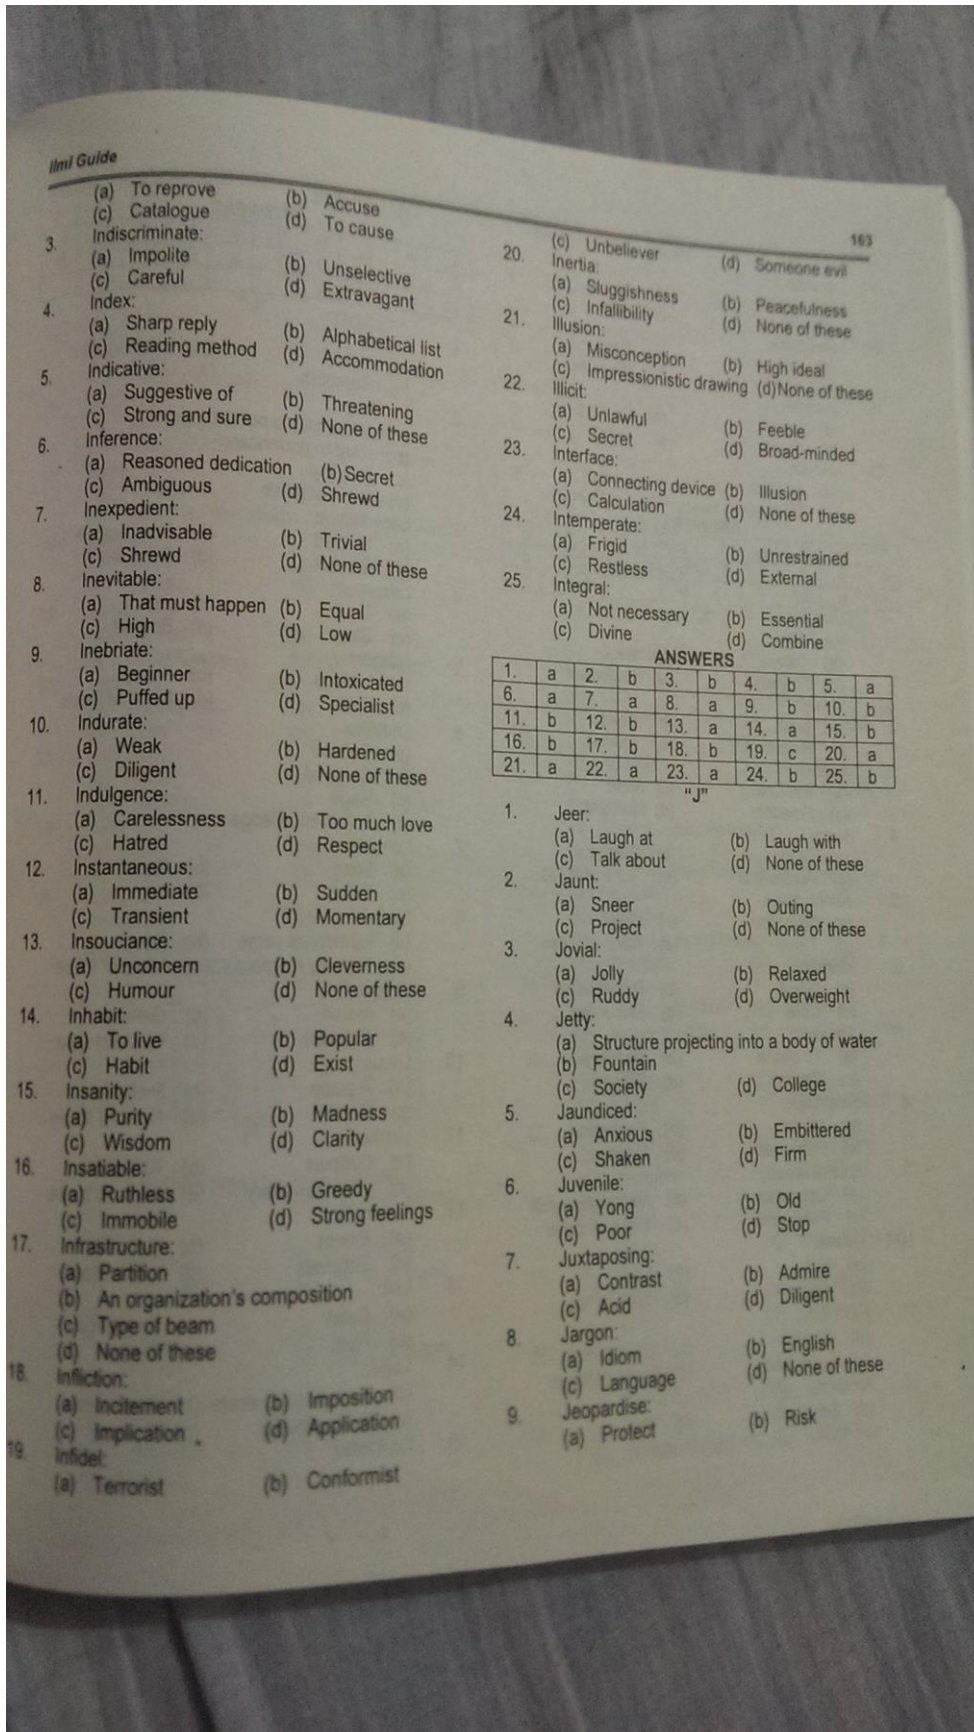 Ilmi Guide
163
(a) To reprove (b) Accuse
(c) Catalogue (d) To cause
3. Indiscriminate:
(a) Impolite (b) Unselective
(c) Careful (d) Extravagant
4. Index:
(a) Sharp reply (b) Alphabetical list
(c) Reading method (d) Accommodation
5. Indicative:
(a) Suggestive of (b) Threatening
(c) Strong and sure (d) None of these
6. Inference:
(a) Reasoned dedication (b) Secret
(c) Ambiguous (d) Shrewd
7. Inexpedient:
(a) Inadvisable (b) Trivial
(c) Shrewd (d) None of these
8. Inevitable:
(a) That must happen (b) Equal
(c) High (d) Low
9. Inebriate:
(a) Beginner (b) Intoxicated
(c) Puffed up (d) Specialist
10. Indurate:
(a) Weak (b) Hardened
(c) Diligent (d) None of these
11. Indulgence:
(a) Carelessness (b) Too much love
(c) Hatred (d) Respect
12. Instantaneous:
(a) Immediate (b) Sudden
(c) Transient (d) Momentary
13. Insouciance:
(a) Unconcern (b) Cleverness
(c) Humour (d) None of these
14. Inhabit:
(a) To live (b) Popular
(c) Habit (d) Exist
15. Insanity:
(a) Purity (b) Madness
(c) Wisdom (d) Clarity
16. Insatiable:
(a) Ruthless (b) Greedy
(c) Immobile (d) Strong feelings
17. Infrastructure:
(a) Partition
(b) An organization's composition
(c) Type of beam
(d) None of these
18. Infliction:
(a) Incitement (b) Imposition
(c) Implication (d) Application
19. Infidel:
(a) Terrorist (b) Conformist
(c) Unbeliever (d) Someone evil
20. Inertia:
(a) Sluggishness (b) Peacefulness
(c) Infallibility (d) None of these
21. Illusion:
(a) Misconception (b) High ideal
(c) Impressionistic drawing (d)None of these
22. Illicit:
(a) Unlawful (b) Feeble
(c) Secret (d) Broad-minded
23. Interface:
(a) Connecting device (b) Illusion
(c) Calculation (d) None of these
24. Intemperate:
(a) Frigid (b) Unrestrained
(c) Restless (d) External
25. Integral:
(a) Not necessary (b) Essential
(c) Divine (d) Combine
ANSWERS
1. a 2. b 3. b 4. b 5. a
6. a 7. a 8. a 9. b 10. b
11. b 12. b 13. a 14. a 15. b
16. b 17. b 18. b 19. c 20. a
21. a 22. a 23. a 24. b 25. b
"J"
1. Jeer:
(a) Laugh at (b) Laugh with
(c) Talk about (d) None of these
2. Jaunt:
(a) Sneer (b) Outing
(c) Project (d) None of these
3. Jovial:
(a) Jolly (b) Relaxed
(c) Ruddy (d) Overweight
4. Jetty:
(a) Structure projecting into a body of water
(b) Fountain
(c) Society (d) College
5. Jaundiced:
(a) Anxious (b) Embittered
(c) Shaken (d) Firm
6. Juvenile:
(a) Yong (b) Old
(c) Poor (d) Stop
7. Juxtaposing:
(a) Contrast (b) Admire
(c) Acid (d) Diligent
8. Jargon:
(a) Idiom (b) English
(c) Language (d) None of these
9. Jeopardise:
(a) Protect (b) Risk